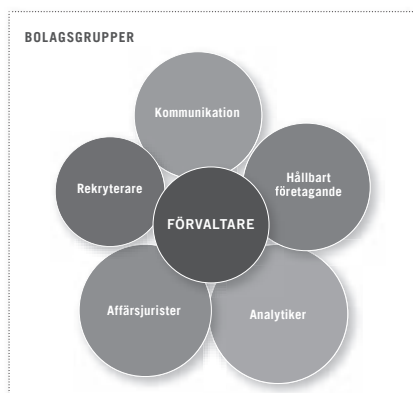 BOLAGSGRUPPER
Kommunikation
Rekryterare
Hållbart
företagande
FÖRVALTARE
Affärsjurister
Analytiker